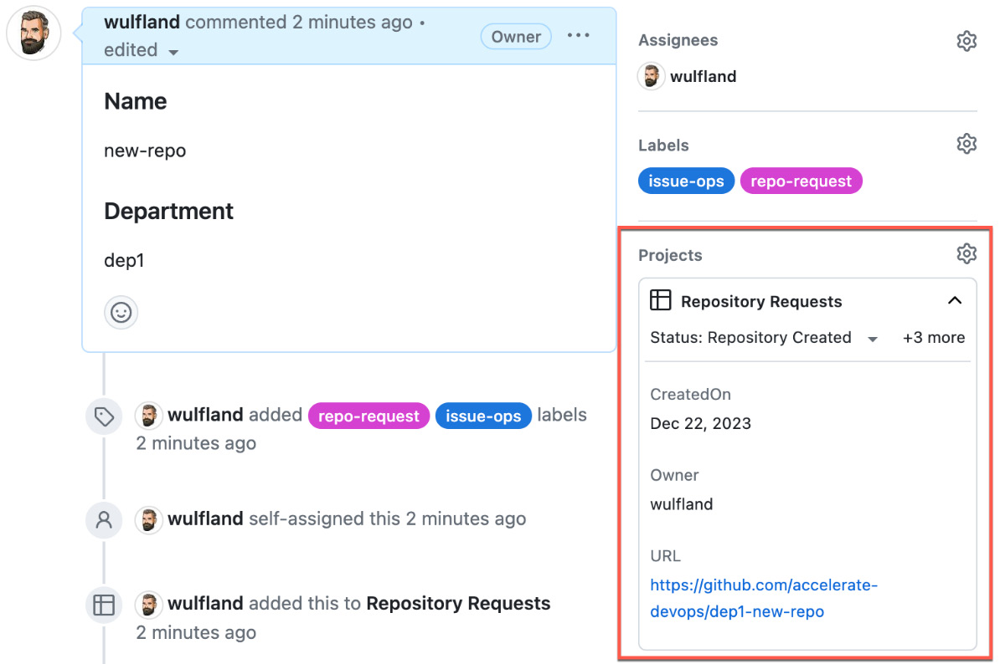 wulfland commented 2 minutes ago •
edited
Owner
Name
new-repo
Department
dep1
wulfland added repo-request issue-ops labels
2 minutes ago
wulfland self-assigned this 2 minutes ago
wulfland added this to Repository Requests
2 minutes ago
Assignees
wulfland
Labels
issue-ops repo-request
Projects
Repository Requests
Status: Repository Created +3 more
CreatedOn
Dec 22, 2023
Owner
wulfland
URL
https://github.com/accelerate-
devops/dep1-new-repo